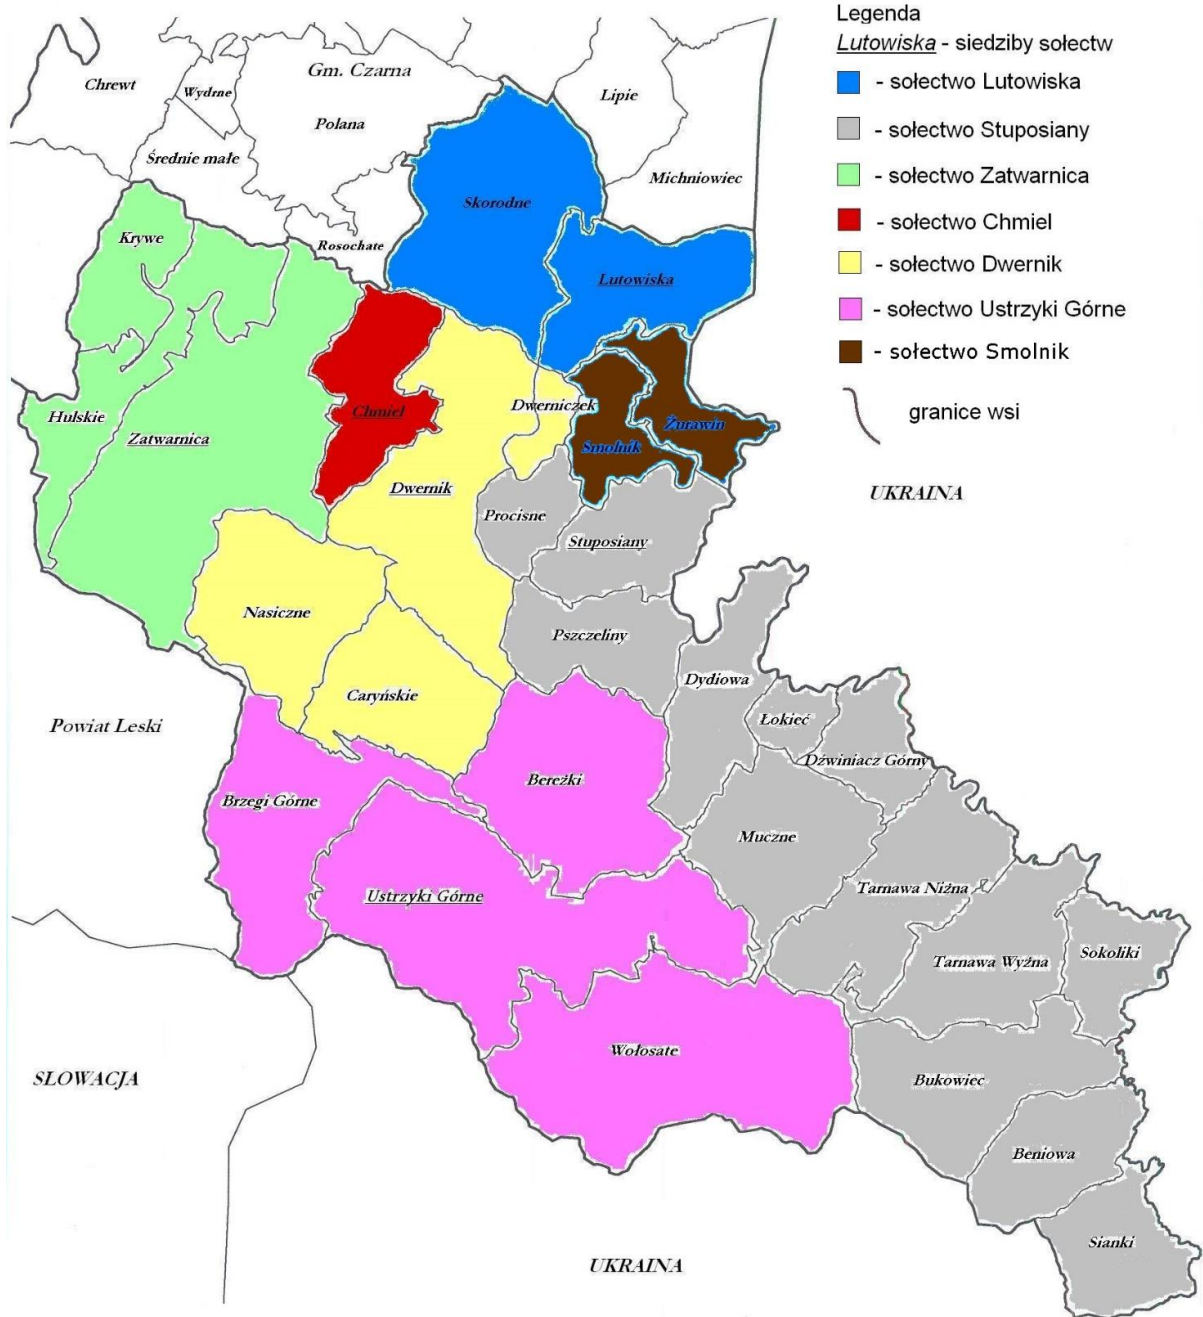 Legenda
Lutowiska - siedziby sołectw
- sołectwo Lutowiska
- sołectwo Stuposiany
- sołectwo Zatwarnica
- sołectwo Chmiel
- sołectwo Dwernik
- sołectwo Ustrzyki Górne
- sołectwo Smolnik
granice wsi
Gm. Czarna
Chrewt
Wydrne
Lipie
Polana
Średnie małe
Michniowiec
Skorodne
Krywe
Rosochate
Lutowiska
Hulskie
Zatwarnica
Chmiel
Dwerniczek
Żurawin
Smolnik
Dwernik
UKRAINA
Procisne
Stuposiany
Nasiczne
Pszczeliny
Dydiowa
Caryńskie
Łokieć
Powiat Leski
Dźwiniacz Górny
Bereżki
Brzegi Górne
Muczne
Ustrzyki Górne
Tarnawa Niżna
Sokoliki
Tarnawa Wyżna
Wołosate
SLOWACJA
Bukowiec
Beniowa
Sianki
UKRAINA